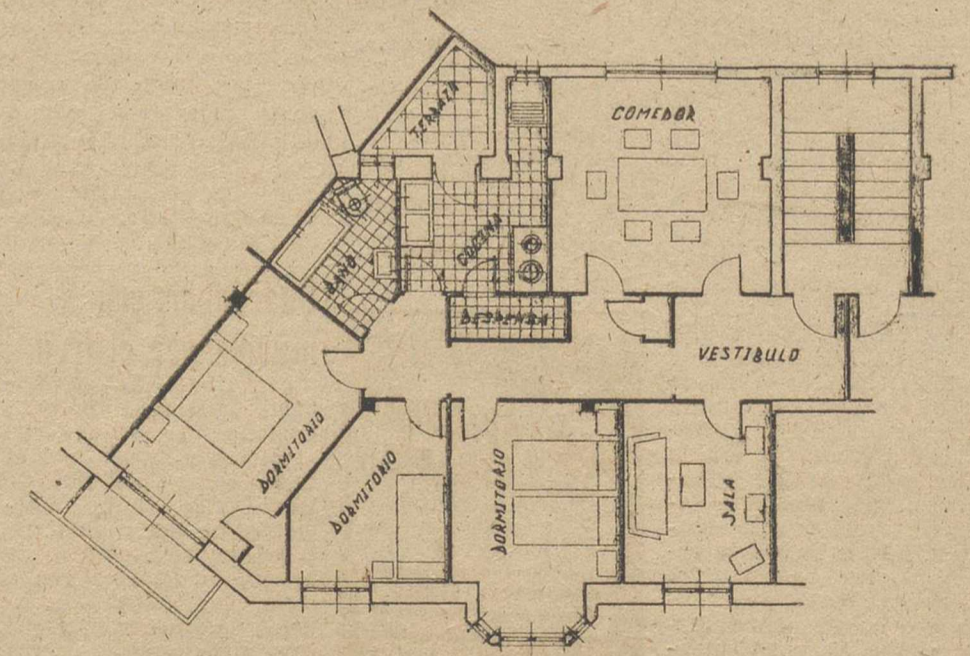 TERRAZA
COMEDOR
COCINA
BAÑO
DESPENSA
VESTIBULO
DORMITORIO
DORMITORIO
DORMITORIO
SALA